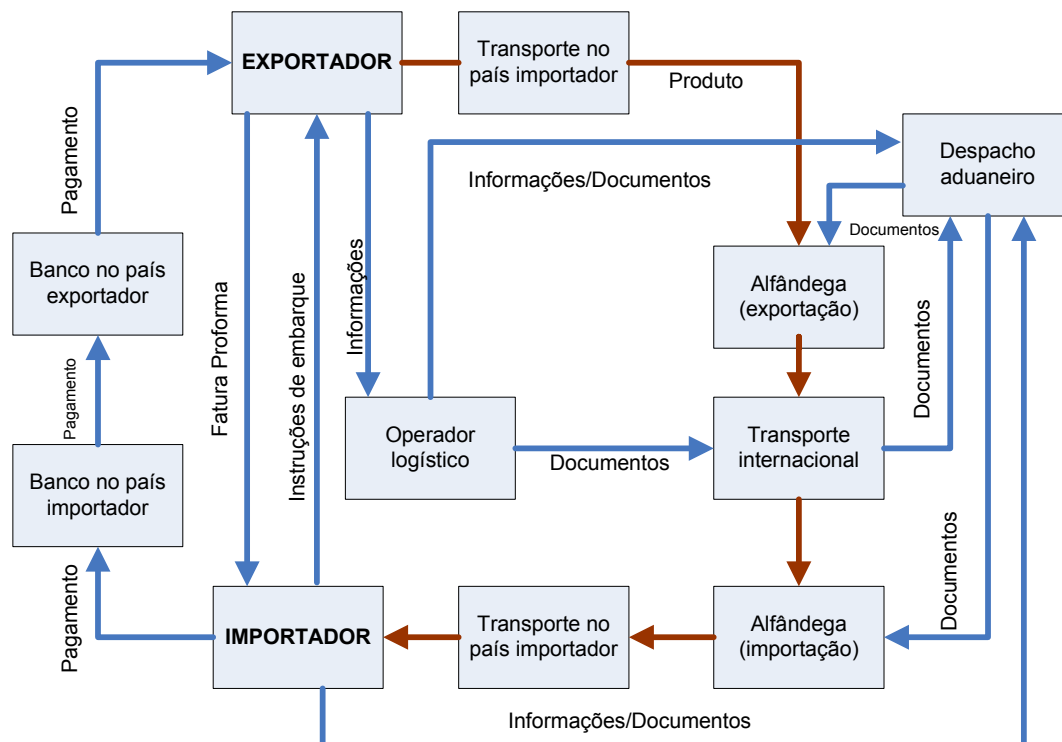 EXPORTADOR
Transporte no
país importador
Produto
Pagamento
Informações/Documentos
Despacho
aduaneiro
Documentos
Banco no país
exportador
Alfândega
(exportação)
Fatura Proforma
Instruções de embarque
Informações
Pagamento
Documentos
Operador
logístico
Documentos
Transporte
internacional
Banco no país
importador
Pagamento
IMPORTADOR
Transporte no
país importador
Alfândega
(importação)
Documentos
Informações/Documentos